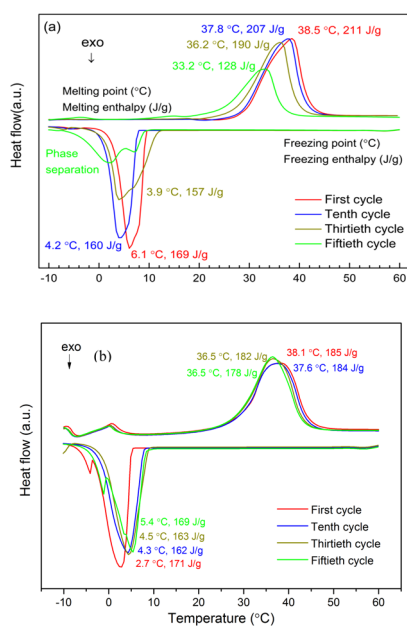 (a)
exo
37.8 °C, 207 J/g
38.5 °C, 211 J/g
36.2 °C, 190 J/g
33.2 °C, 128 J/g
Melting point (°C)
Melting enthalpy (J/g)
Heat flow(a.u.)
Freezing point (°C)
Freezing enthalpy (J/g)
Phase
separation
3.9 °C, 157 J/g
4.2 °C, 160 J/g
6.1 °C, 169 J/g
First cycle
Tenth cycle
Thirtieth cycle
Fiftieth cycle
-10 0 10 20 30 40 50 60
exo
(b)
36.5 °C, 182 J/g
38.1 °C, 185 J/g
36.5 °C, 178 J/g
37.6 °C, 184 J/g
Heat flow (a.u.)
5.4 °C, 169 J/g
4.5 °C, 163 J/g
4.3 °C, 162 J/g
2.7 °C, 171 J/g
First cycle
Tenth cycle
Thirtieth cycle
Fiftieth cycle
-10 0 10 20 30 40 50 60
Temperature (°C)